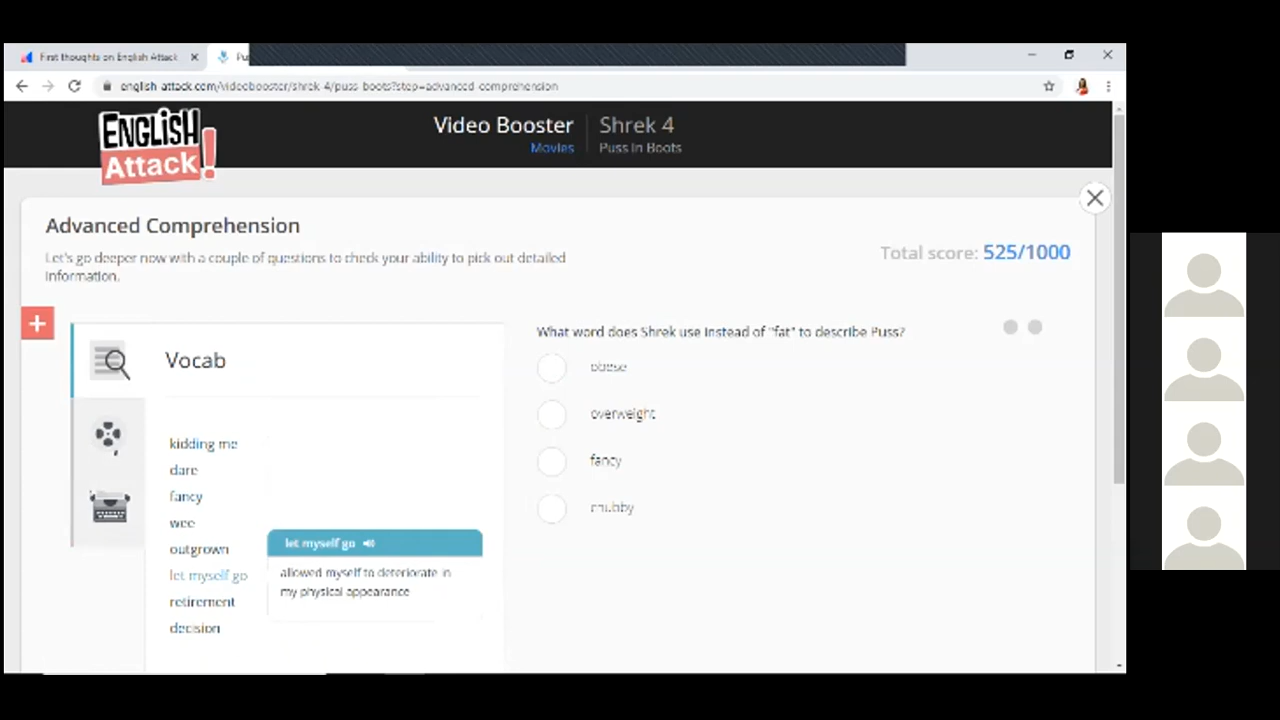 First thoughts on English Attack
Pu
english-attack.com/videobooster/shrek-4/puss-boots?step=advanced-comprehension
ENGLiSH
Attack!
Video Booster
Movies
Shrek 4
Puss In Boots
Advanced Comprehension
Let's go deeper now with a couple of questions to check your ability to pick out detailed
information.
Total score: 525/1000
Vocab
kidding me
dare
fancy
wee
outgrown
let myself go
retirement
decision
let myself go
allowed myself to deteriorate in
my physical appearance
What word does Shrek use instead of "fat" to describe Puss?
obese
overweight
fancy
chubby